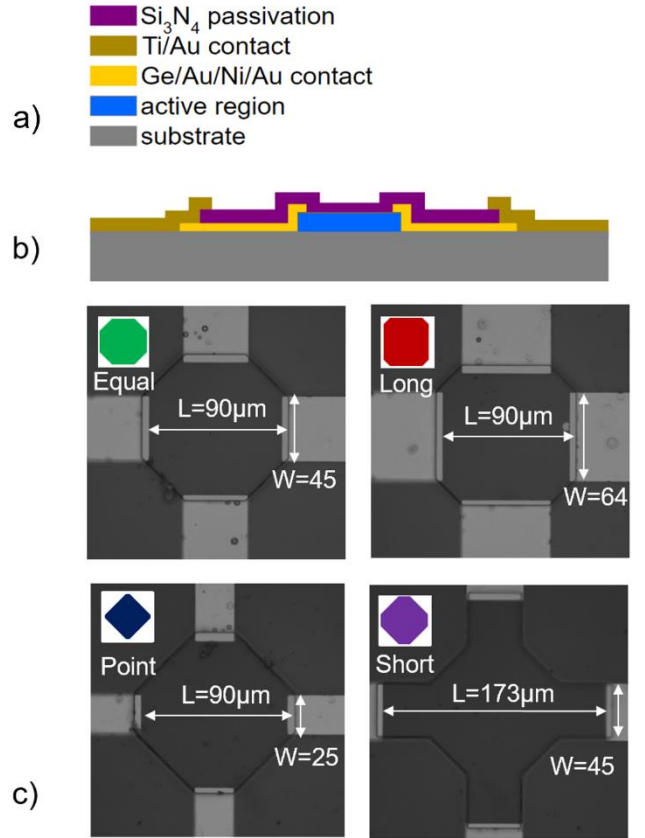 Si₃N₄ passivation
Ti/Au contact
Ge/Au/Ni/Au contact
active region
a)
substrate
b)
Equal
L=90μm
W=45
Long
L=90μm
W=64
Point
L=90μm
W=25
Short
L=173μm
W=45
c)